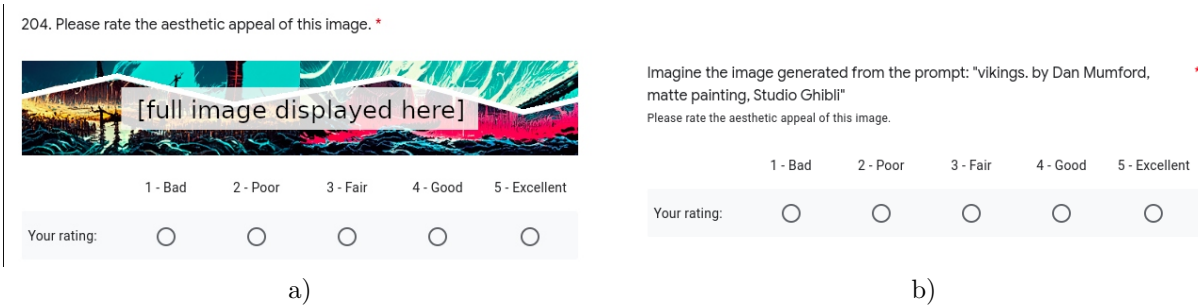 204. Please rate the aesthetic appeal of this image. *
[full image displayed here]
1 - Bad 2 - Poor 3 - Fair 4 - Good 5 - Excellent
Your rating:
a)
Imagine the image generated from the prompt: "vikings. by Dan Mumford, *
matte painting, Studio Ghibli"
Please rate the aesthetic appeal of this image.
1 - Bad 2 - Poor 3 - Fair 4 - Good 5 - Excellent
Your rating:
b)